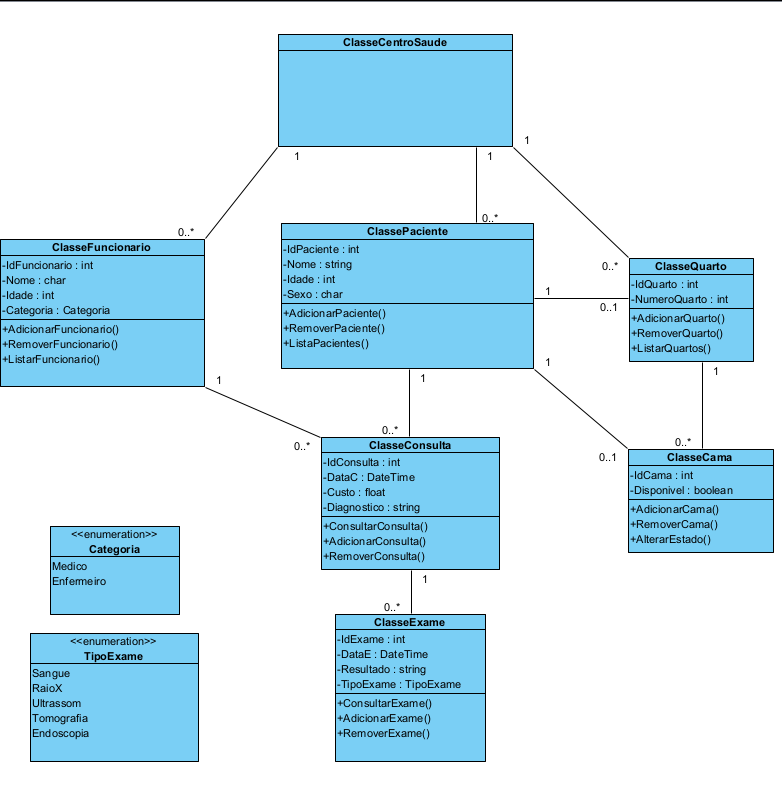 ClasseCentroSaude
1
1
1
0..*
0..*
0..*
ClasseFuncionario
-IdFuncionario : int
-Nome : char
-Idade : int
-Categoria : Categoria
+AdicionarFuncionario()
+RemoverFuncionario()
+ListarFuncionario()
ClassePaciente
-IdPaciente : int
-Nome : string
-Idade : int
-Sexo : char
+AdicionarPaciente()
+RemoverPaciente()
+ListaPacientes()
ClasseQuarto
-IdQuarto : int
-NumeroQuarto : int
+AdicionarQuarto()
+RemoverQuarto()
+ListarQuartos()
1
0..1
1
0..*
1
0..*
1
0..1
1
0..*
ClasseConsulta
-IdConsulta : int
-DataC : DateTime
-Custo : float
-Diagnostico : string
+ConsultarConsulta()
+AdicionarConsulta()
+RemoverConsulta()
ClasseCama
-IdCama : int
-Disponivel : boolean
+AdicionarCama()
+RemoverCama()
+AlterarEstado()
<<enumeration>>
Categoria
Medico
Enfermeiro
1
0..*
ClasseExame
-IdExame : int
-DataE : DateTime
-Resultado : string
-TipoExame : TipoExame
+ConsultarExame()
+AdicionarExame()
+RemoverExame()
<<enumeration>>
TipoExame
Sangue
RaioX
Ultrassom
Tomografia
Endoscopia